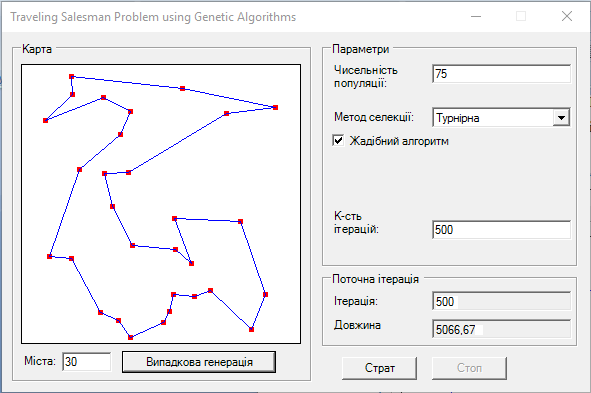 Traveling Salesman Problem using Genetic Algorithms
Карта
Міста:
30
Випадкова генерація
Параметри
Чисельність
популяції:
75
Метод селекції:
Турнірна
Жадібний алгоритм
К-сть
ітерацій:
500
Поточна ітерація
Ітерація:
500
Довжина
5066,67
Страт
Стоп